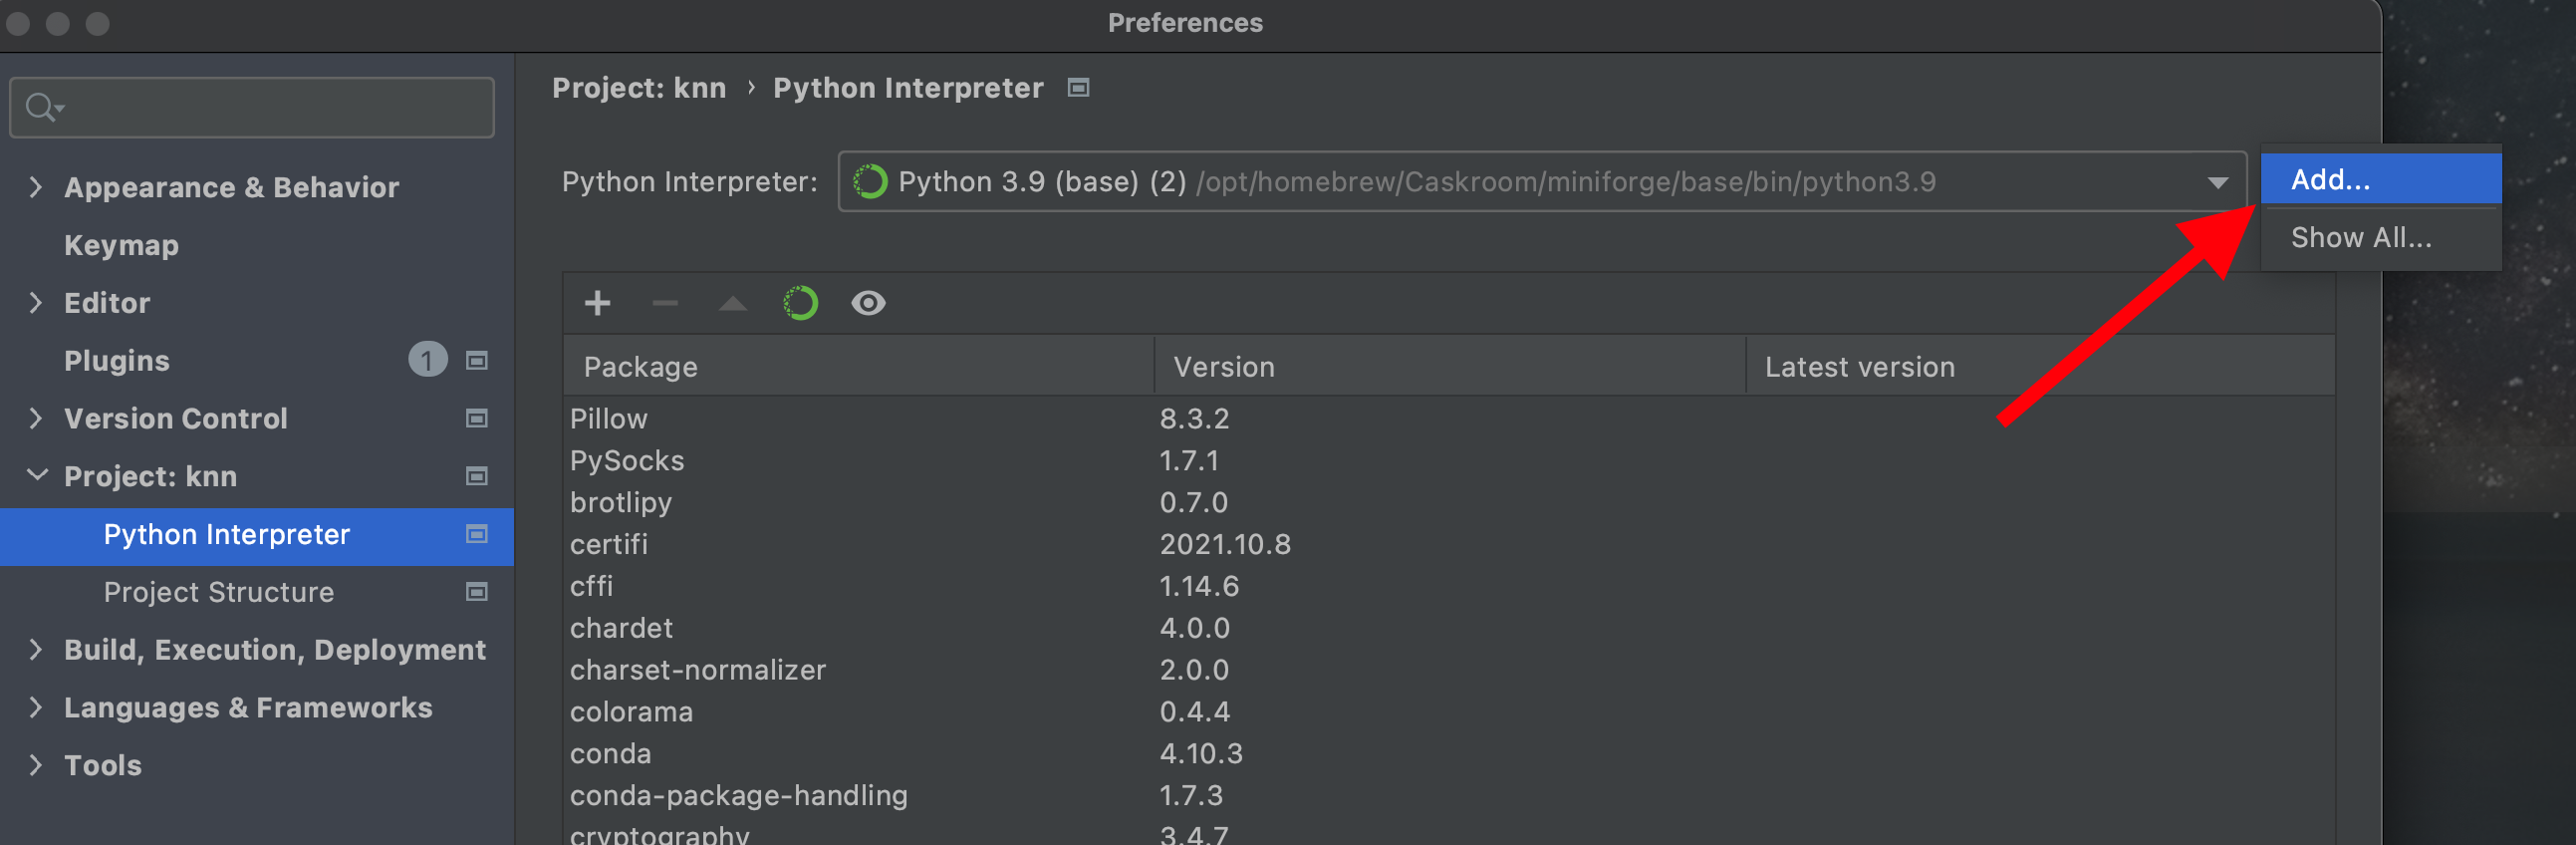 Preferences
Project: knn › Python Interpreter
Python Interpreter: Python 3.9 (base) (2) /opt/homebrew/Caskroom/miniforge/base/bin/python3.9
Add...
Show All...
Appearance & Behavior
Keymap
Editor
Plugins 1
Version Control
Project: knn
Python Interpreter
Project Structure
Build, Execution, Deployment
Languages & Frameworks
Tools
Package Version Latest version
Pillow 8.3.2
PySocks 1.7.1
brotlipy 0.7.0
certifi 2021.10.8
cffi 1.14.6
chardet 4.0.0
charset-normalizer 2.0.0
colorama 0.4.4
conda 4.10.3
conda-package-handling 1.7.3
cryptography 3.4.7